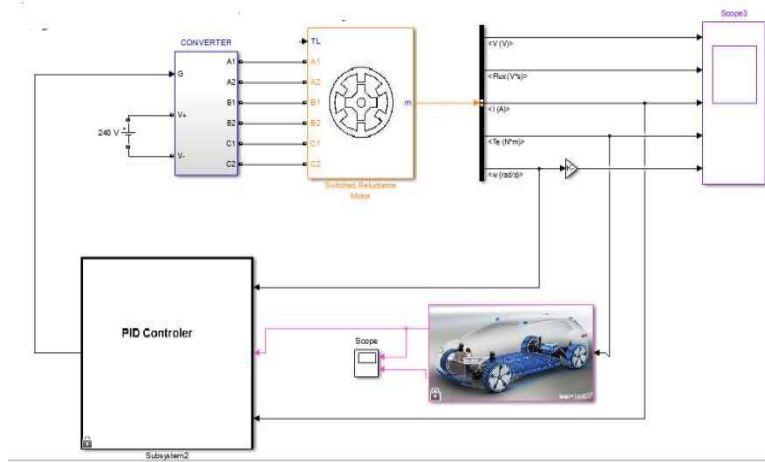 Scope3
CONVERTER
TL
<V (V)>
G
A1
A1
<Flux (V*s)>
A2
A2
V+
B1
B1
m
<I (A)>
240 V
B2
B2
C1
C1
<Te (N*m)>
V-
C2
C2
<w (rad/s)>
Switched Reluctance
Motor
PID Controler
Scope
Subsystem2